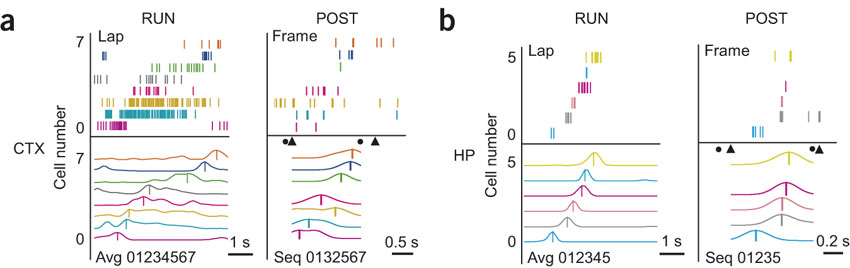 a
RUN
POST
CTX
Cell number
7
Lap
0
7
0
Avg 01234567
1 s
Frame
Seq 0132567
0.5 s
b
RUN
POST
HP
Cell number
5
Lap
0
5
0
Avg 012345
1 s
Frame
Seq 01235
0.2 s